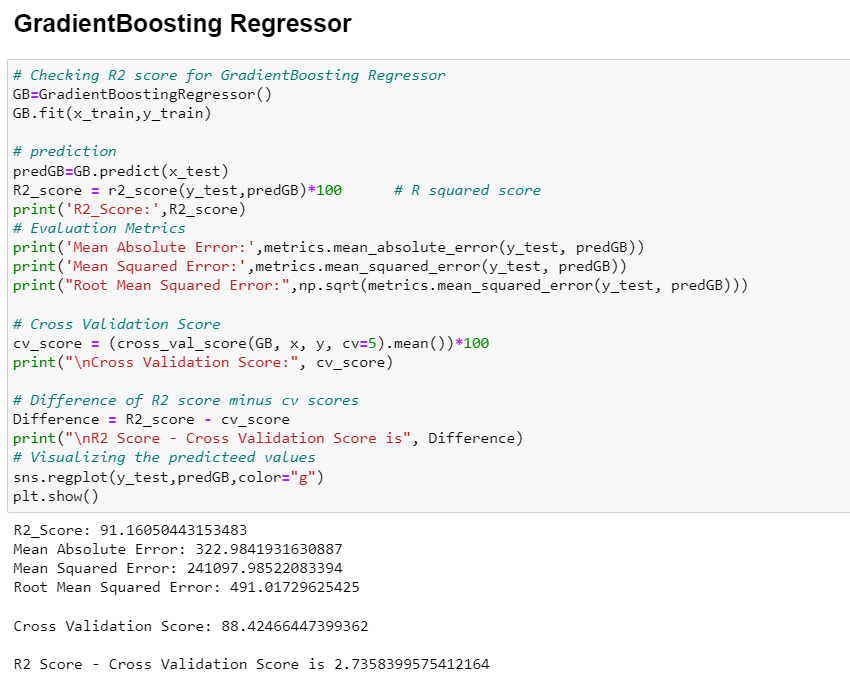 GradientBoosting Regressor
# Checking R2 score for GradientBoosting Regressor
GB=GradientBoostingRegressor()
GB.fit(x_train,y_train)
# prediction
predGB=GB.predict(x_test)
R2_score = r2_score(y_test,predGB)*100      # R squared score
print('R2_Score:',R2_score)
# Evaluation Metrics
print('Mean Absolute Error:',metrics.mean_absolute_error(y_test, predGB))
print('Mean Squared Error:',metrics.mean_squared_error(y_test, predGB))
print("Root Mean Squared Error:",np.sqrt(metrics.mean_squared_error(y_test, predGB)))
# Cross Validation Score
cv_score = (cross_val_score(GB, x, y, cv=5).mean())*100
print("\nCross Validation Score:", cv_score)
# Difference of R2 score minus cv scores
Difference = R2_score - cv_score
print("\nR2 Score - Cross Validation Score is", Difference)
# Visualizing the predicteed values
sns.regplot(y_test,predGB,color="g")
plt.show()
R2_Score: 91.16050443153483
Mean Absolute Error: 322.9841931630887
Mean Squared Error: 241097.98522083394
Root Mean Squared Error: 491.01729625425
Cross Validation Score: 88.42466447399362
R2 Score - Cross Validation Score is 2.7358399575412164